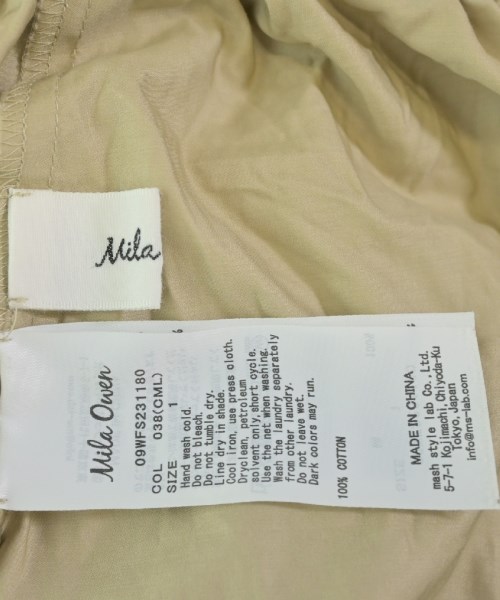 Mila
Mila Owen
09WFS231180
COL 038(CML)
SIZE 1
Hand wash cold.
Do not bleach.
Do not tumble dry.
Line dry in shade.
Cool iron, use press cloth.
Dryclean, petroleum
solvent only,short cycle.
Use the net when washing.
Wash the laundry separately
from other laundry.
Do not leave wet.
Dark colors may run.
100% COTTON
MADE IN CHINA
mash style lab Co., Ltd.
5-7-1 Kojimachi, Chiyoda-Ku
Tokyo, Japan
info@ms-lab.com